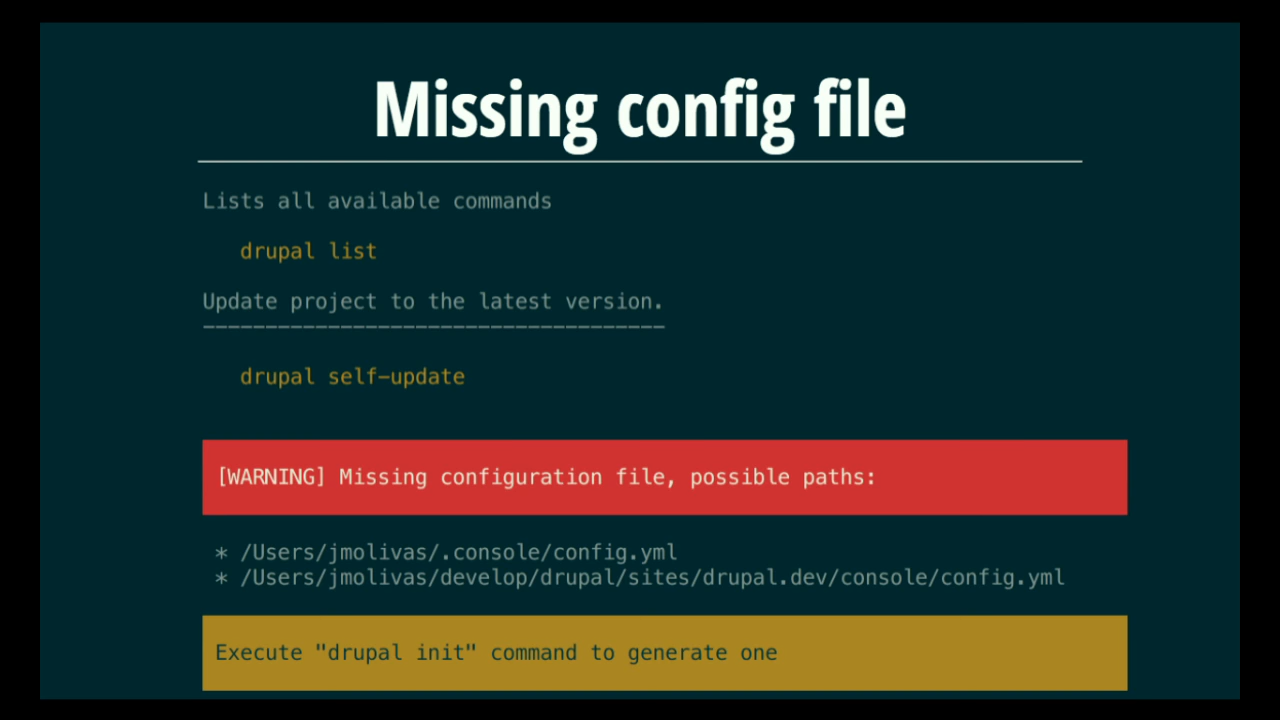 Missing config file
Lists all available commands
drupal list
Update project to the latest version.
-------------------------------------
drupal self-update
[WARNING] Missing configuration file, possible paths:
* /Users/jmolivas/.console/config.yml
* /Users/jmolivas/develop/drupal/sites/drupal.dev/console/config.yml
Execute "drupal init" command to generate one